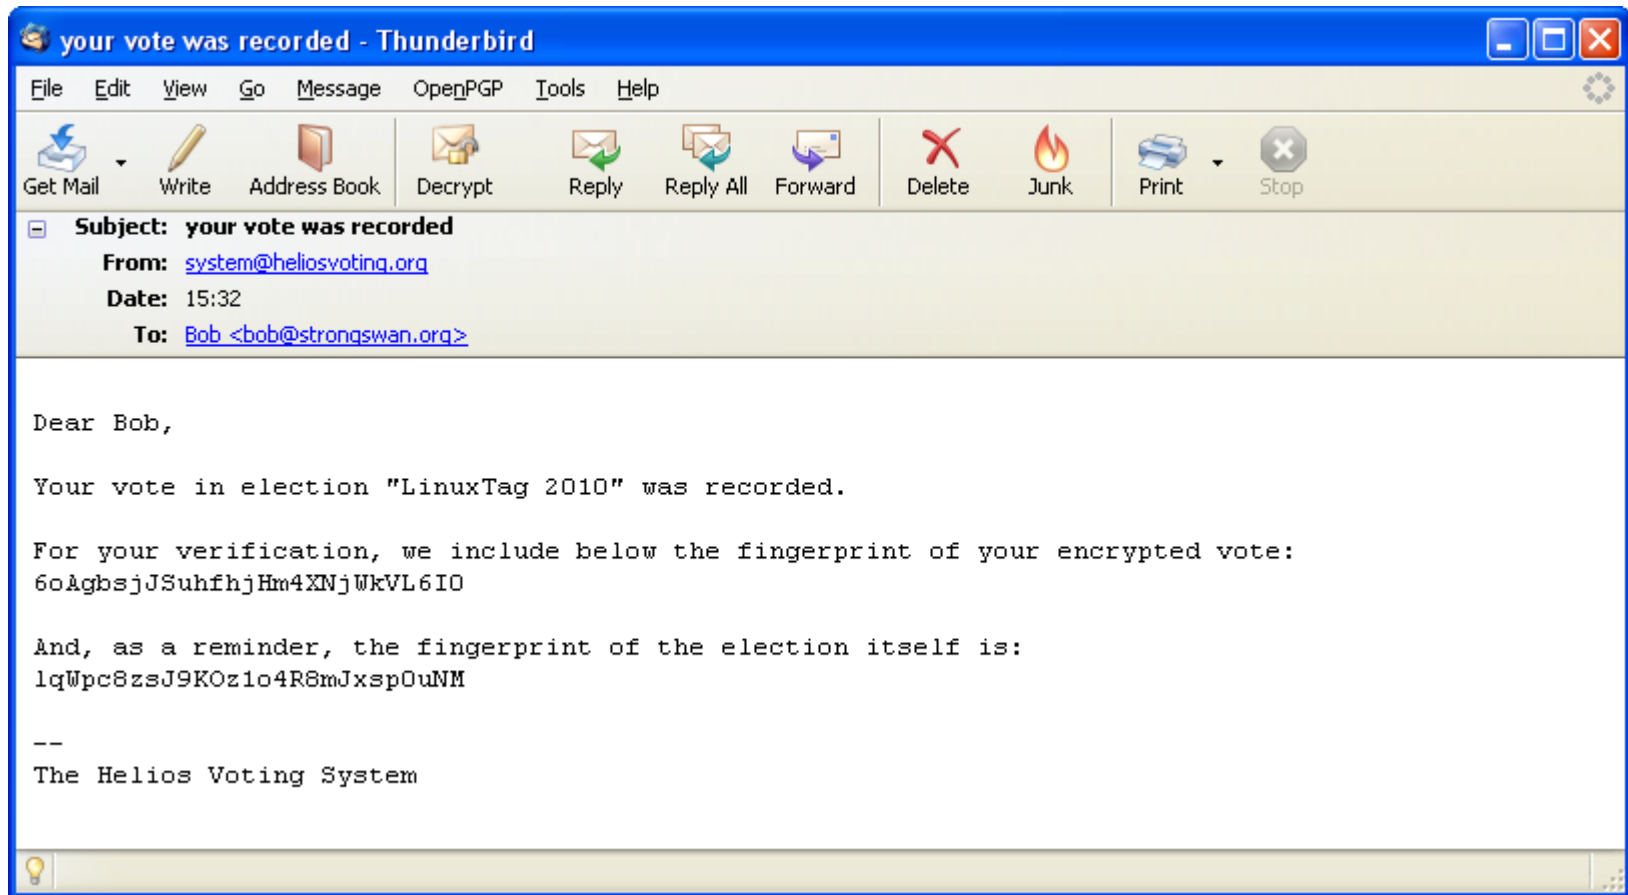 your vote was recorded - Thunderbird
File Edit View Go Message OpenPGP Tools Help
Get Mail Write Address Book Decrypt Reply Reply All Forward Delete Junk Print Stop
Subject: your vote was recorded
From: system@heliosvoting.org
Date: 15:32
To: Bob <bob@strongswan.org>
Dear Bob,
Your vote in election "LinuxTag 2010" was recorded.
For your verification, we include below the fingerprint of your encrypted vote:
6oAgbsjJSuhfhjHm4XNjWkVL6IO
And, as a reminder, the fingerprint of the election itself is:
lqWpc8zsJ9KOz1o4R8mJxspOuNM
--
The Helios Voting System